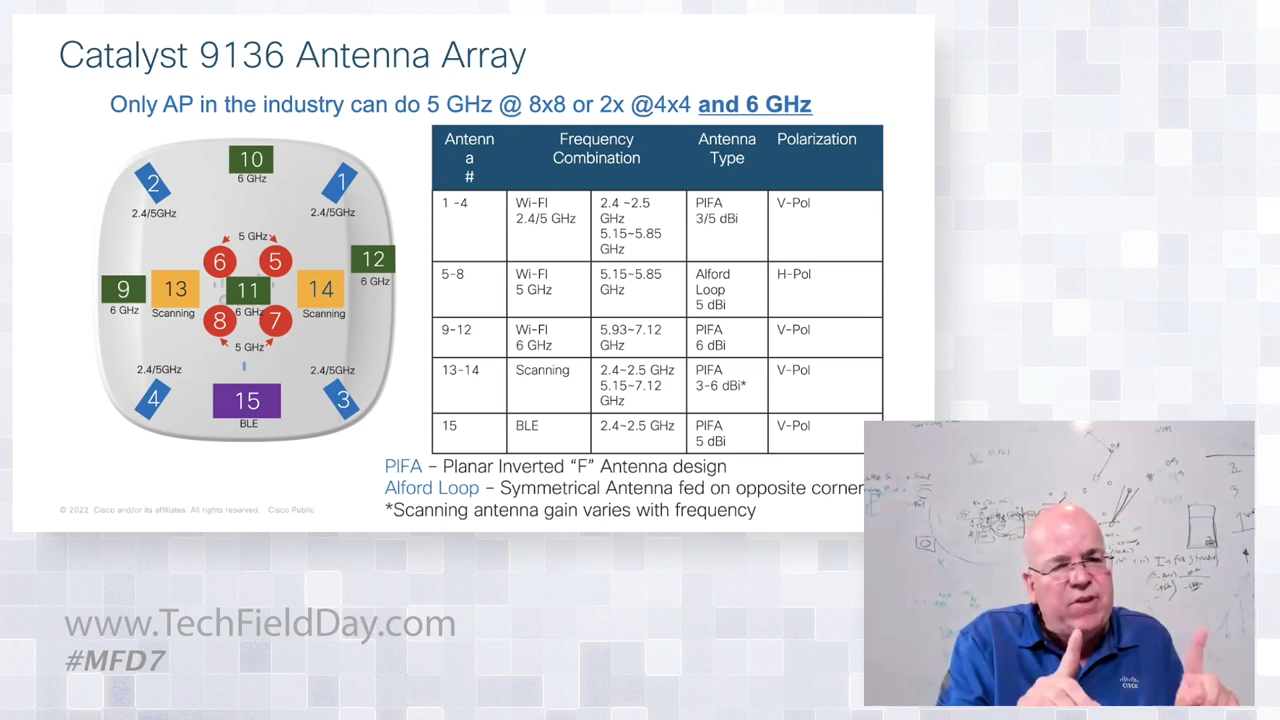 Catalyst 9136 Antenna Array
Only AP in the industry can do 5 GHz @ 8x8 or 2x @4x4 and 6 GHz
10
6 GHz
2
1
2.4/5GHz
2.4/5GHz
5 GHz
6
5
12
6 GHz
9
13
11
14
6 GHz
Scanning
6 GHz
Scanning
8
7
5 GHz
2.4/5GHz
2.4/5GHz
4
15
3
BLE
Antenn
a
#
Frequency
Combination
Antenna
Type
Polarization
1 -4
Wi-FI
2.4/5 GHz
2.4 ~2.5
GHz
5.15~5.85
GHz
PIFA
3/5 dBi
V-Pol
5-8
Wi-FI
5 GHz
5.15~5.85
GHz
Alford
Loop
5 dBi
H-Pol
9-12
Wi-FI
6 GHz
5.93~7.12
GHz
PIFA
6 dBi
V-Pol
13-14
Scanning
2.4~2.5 GHz
5.15~7.12
GHz
PIFA
3-6 dBi*
V-Pol
15
BLE
2.4~2.5 GHz
PIFA
5 dBi
V-Pol
PIFA – Planar Inverted “F” Antenna design
Alford Loop – Symmetrical Antenna fed on opposite corner
*Scanning antenna gain varies with frequency
© 2022 Cisco and/or its affiliates. All rights reserved. Cisco Public
www.TechFieldDay.com
#MFD7
CISCO